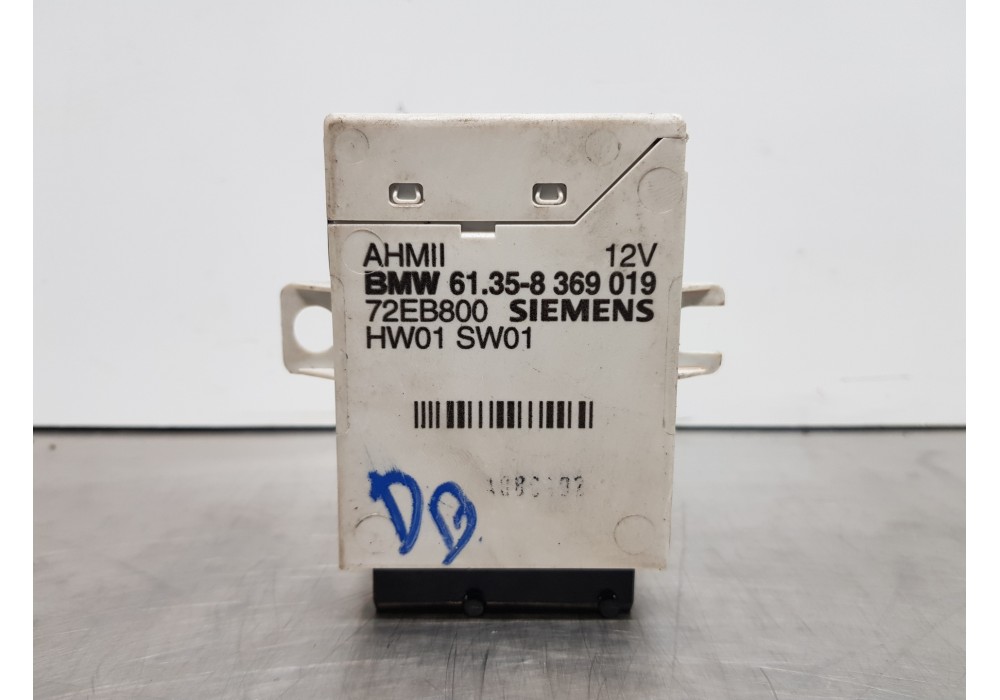 AHMII 12V
BMW 61.35-8 369 019
72EB800 SIEMENS
HW01 SW01
DB